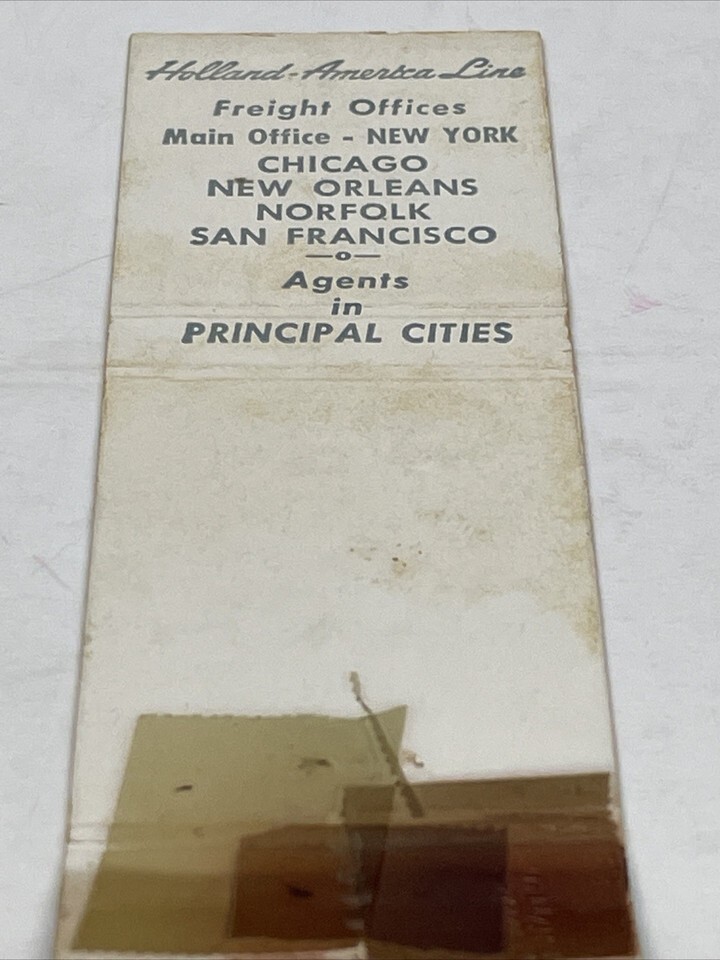 Holland-America Line
Freight Offices
Main Office - NEW YORK
CHICAGO
NEW ORLEANS
NORFOLK
SAN FRANCISCO
—o—
Agents
in
PRINCIPAL CITIES